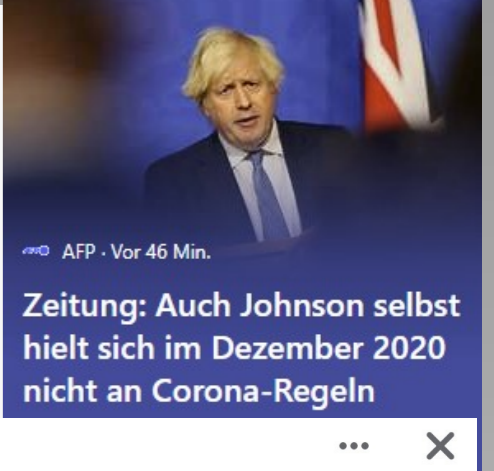 AFP · Vor 46 Min.
Zeitung: Auch Johnson selbst
hielt sich im Dezember 2020
nicht an Corona-Regeln